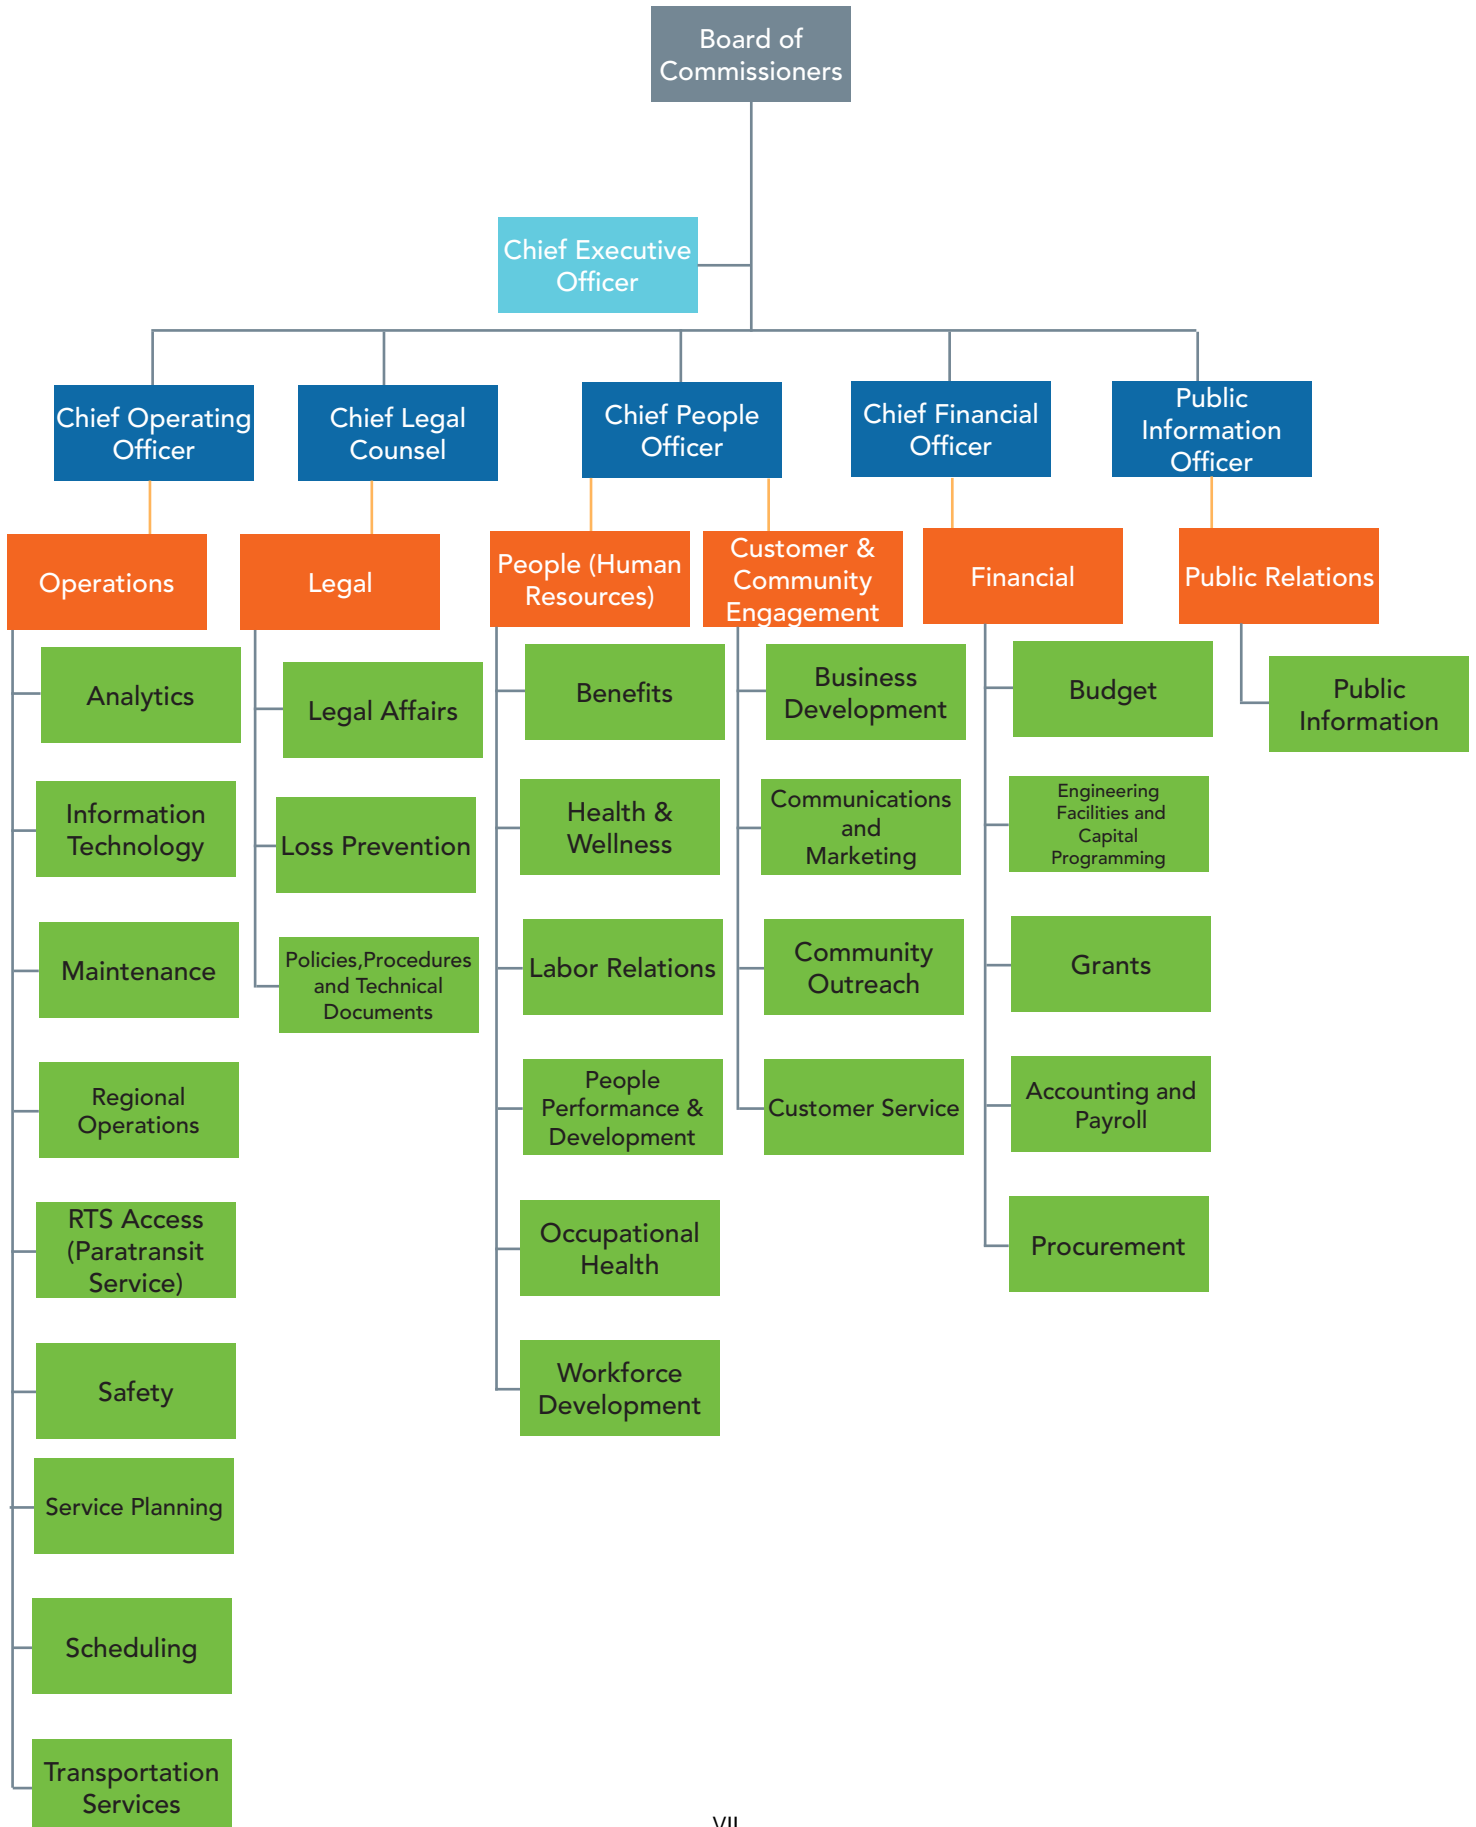 Board of
Commissioners
Chief Executive
Officer
Chief Operating
Officer
Chief Legal
Counsel
Chief People
Officer
Chief Financial
Officer
Public
Information
Officer
Operations
Legal
People (Human
Resources)
Customer &
Community
Engagement
Financial
Public Relations
Analytics
Information
Technology
Maintenance
Regional
Operations
RTS Access
(Paratransit
Service)
Safety
Service Planning
Scheduling
Transportation
Services
Legal Affairs
Loss Prevention
Policies,Procedures
and Technical
Documents
Benefits
Health &
Wellness
Labor Relations
People
Performance &
Development
Occupational
Health
Workforce
Development
Business
Development
Communications
and
Marketing
Community
Outreach
Customer Service
Budget
Engineering
Facilities and
Capital
Programming
Grants
Accounting and
Payroll
Procurement
Public
Information
VII